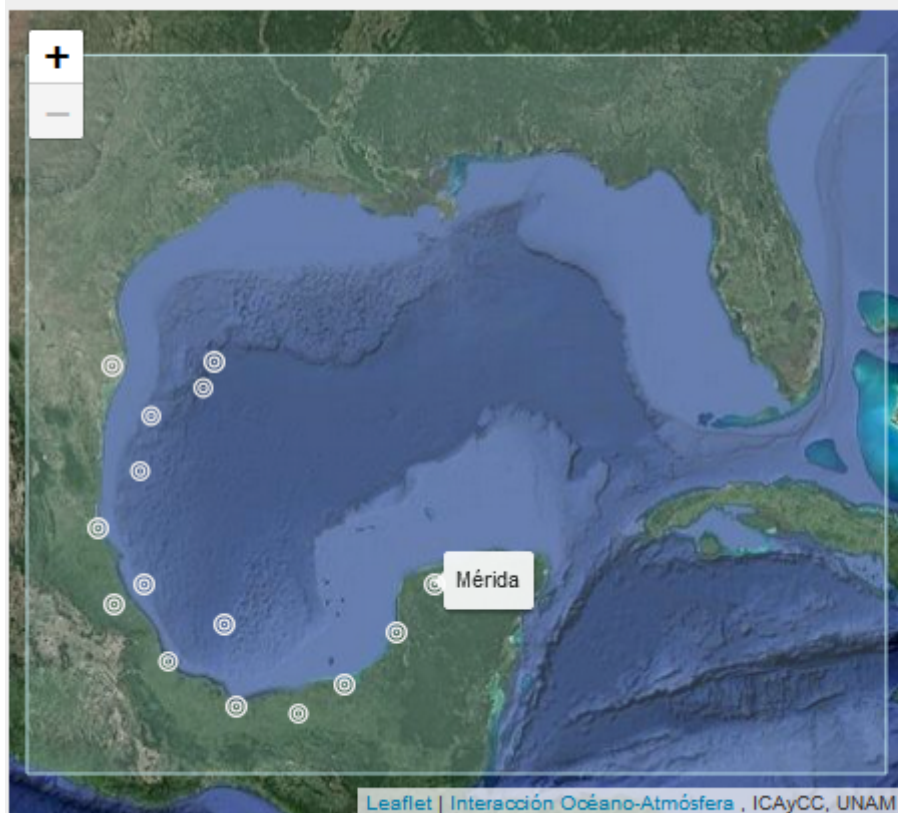 +
−
Mérida
Leaflet | Interacción Océano-Atmósfera , ICAyCC, UNAM